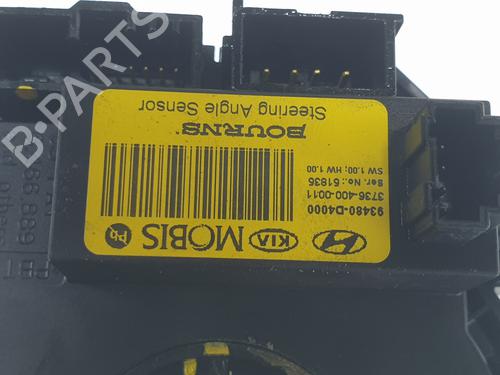 B-PARTS
93480-D4000
3736-400-0011
Ser No.: 51836
SW 1.00; HW 1.00
KIA MOBIS
BOURNS
Steering Angle Sensor